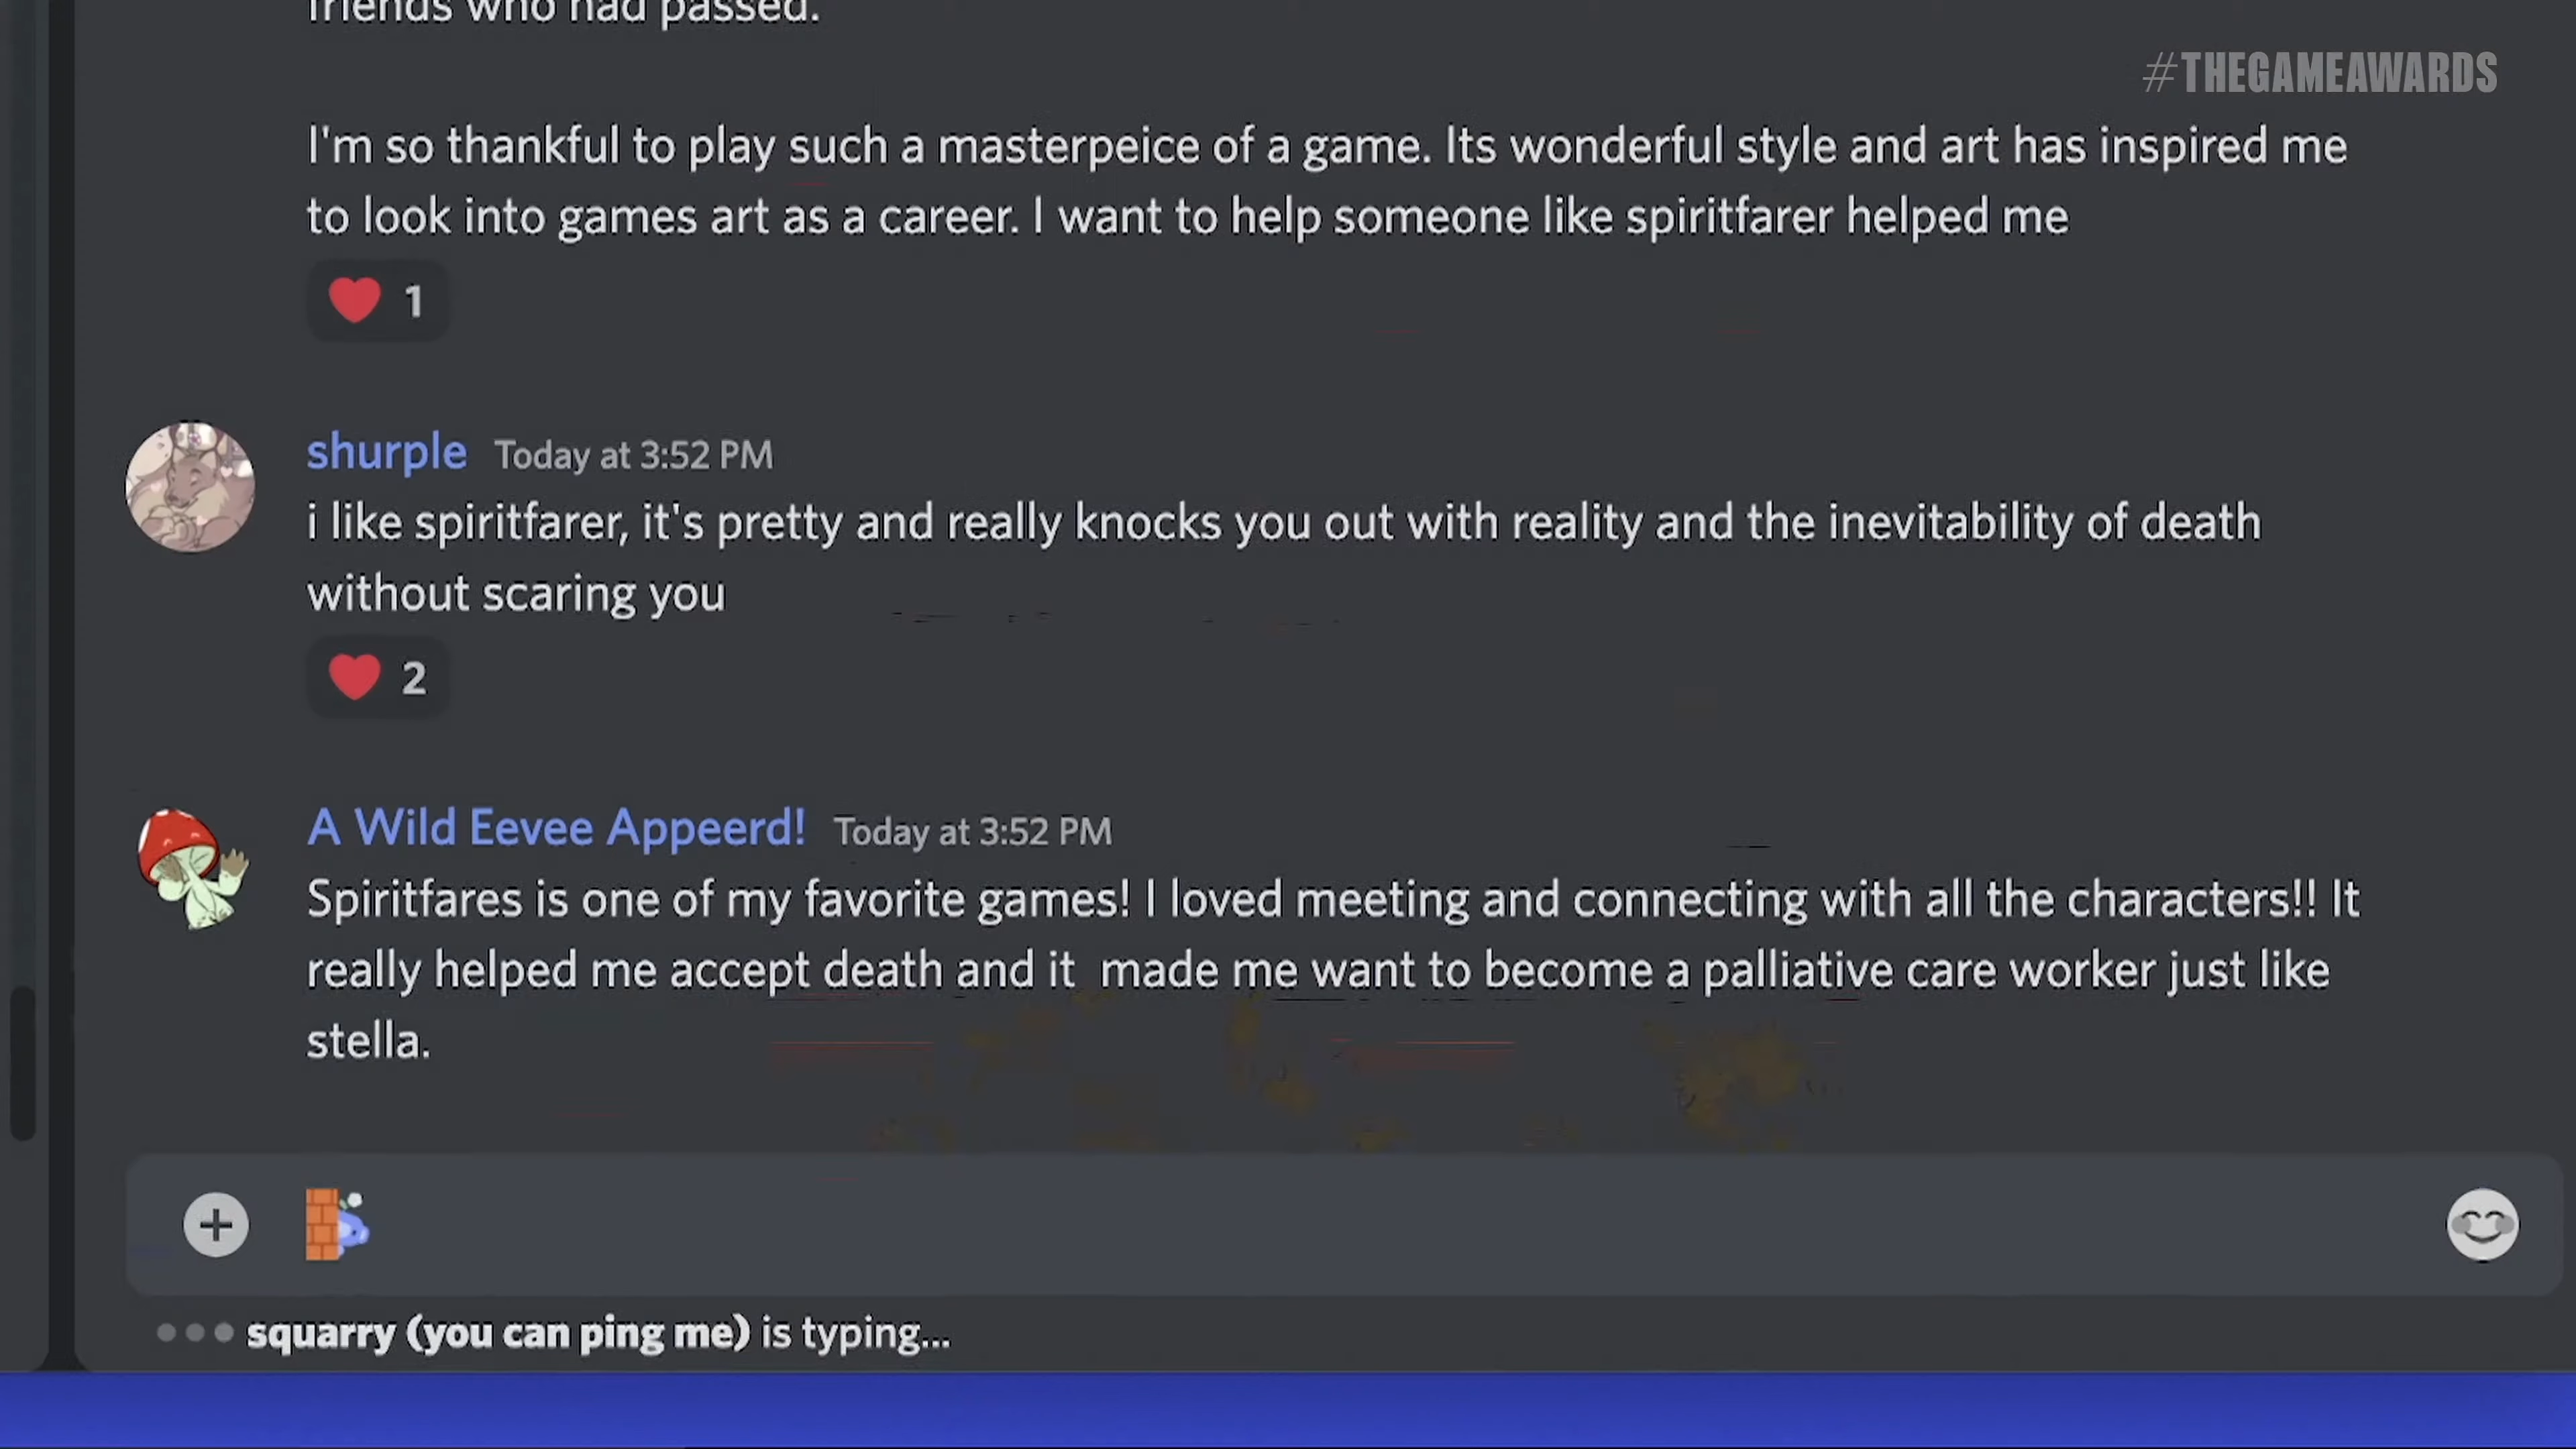 friends who had passed.
#THEGAMEAWARDS
I'm so thankful to play such a masterpeice of a game. Its wonderful style and art has inspired me
to look into games art as a career. I want to help someone like spiritfarer helped me
1
shurple Today at 3:52 PM
i like spiritfarer, it's pretty and really knocks you out with reality and the inevitability of death
without scaring you
2
A Wild Eevee Appeerd! Today at 3:52 PM
Spiritfares is one of my favorite games! I loved meeting and connecting with all the characters!! It
really helped me accept death and it  made me want to become a palliative care worker just like
stella.
squarry (you can ping me) is typing...